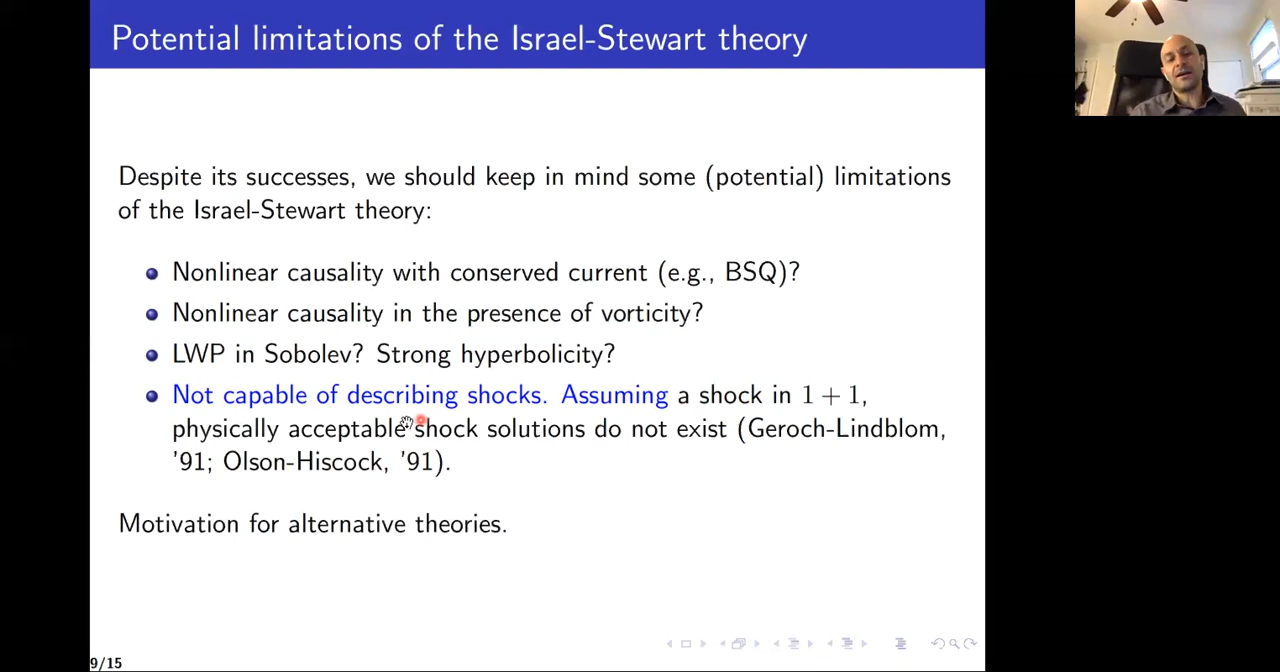 Potential limitations of the Israel-Stewart theory
Despite its successes, we should keep in mind some (potential) limitations
of the Israel-Stewart theory:
Nonlinear causality with conserved current (e.g., BSQ)?
Nonlinear causality in the presence of vorticity?
LWP in Sobolev? Strong hyperbolicity?
Not capable of describing shocks. Assuming a shock in 1 + 1,
physically acceptable shock solutions do not exist (Geroch-Lindblom,
'91; Olson-Hiscock, '91).
Motivation for alternative theories.
9/15